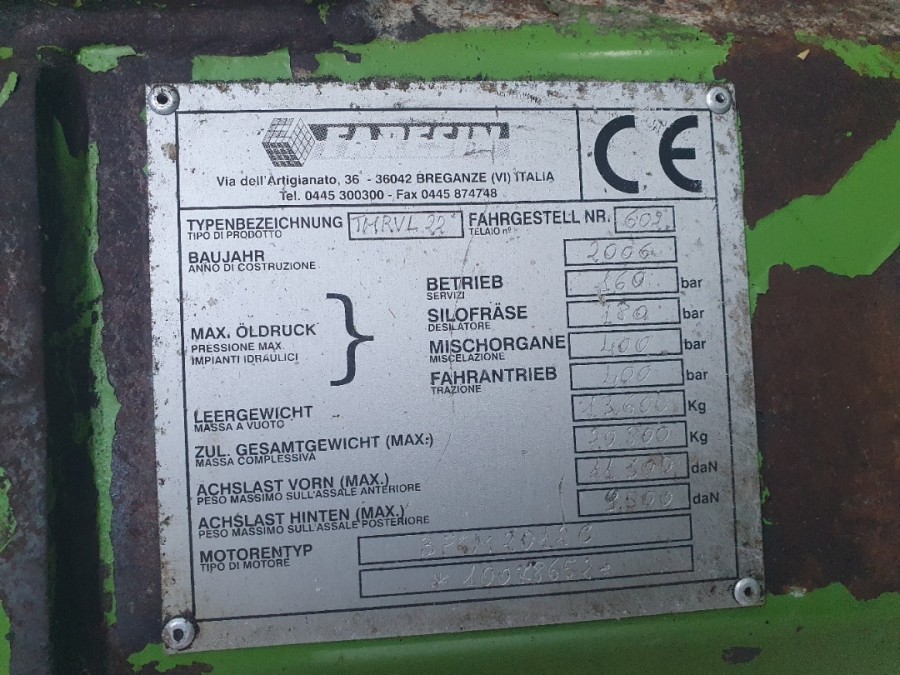 FARESIN
CE
Via dell'Artigianato, 36 - 36042 BREGANZE (VI) ITALIA
Tel. 0445 300300 - Fax 0445 874748
TYPENBEZEICHNUNG TMRVL 22 FAHRGESTELL NR. 602
TIPO DI PRODOTTO TELAIO n°
BAUJAHR 2006
ANNO DI COSTRUZIONE
MAX. ÖLDRUCK
PRESSIONE MAX.
IMPIANTI IDRAULICI
BETRIEB 160 bar
SERVIZI
SILOFRÄSE 180 bar
DESILATORE
MISCHORGANE 400 bar
MISCELAZIONE
FAHRANTRIEB 400 bar
TRAZIONE
LEERGEWICHT 13.600 Kg
MASSA A VUOTO
ZUL. GESAMTGEWICHT (MAX:) Kg
MASSA COMPLESSIVA
ACHSLAST VORN (MAX.) daN
PESO MASSIMO SULL'ASSALE ANTERIORE
ACHSLAST HINTEN (MAX.) daN
PESO MASSIMO SULL'ASSALE POSTERIORE
MOTORENTYP
TIPO DI MOTORE